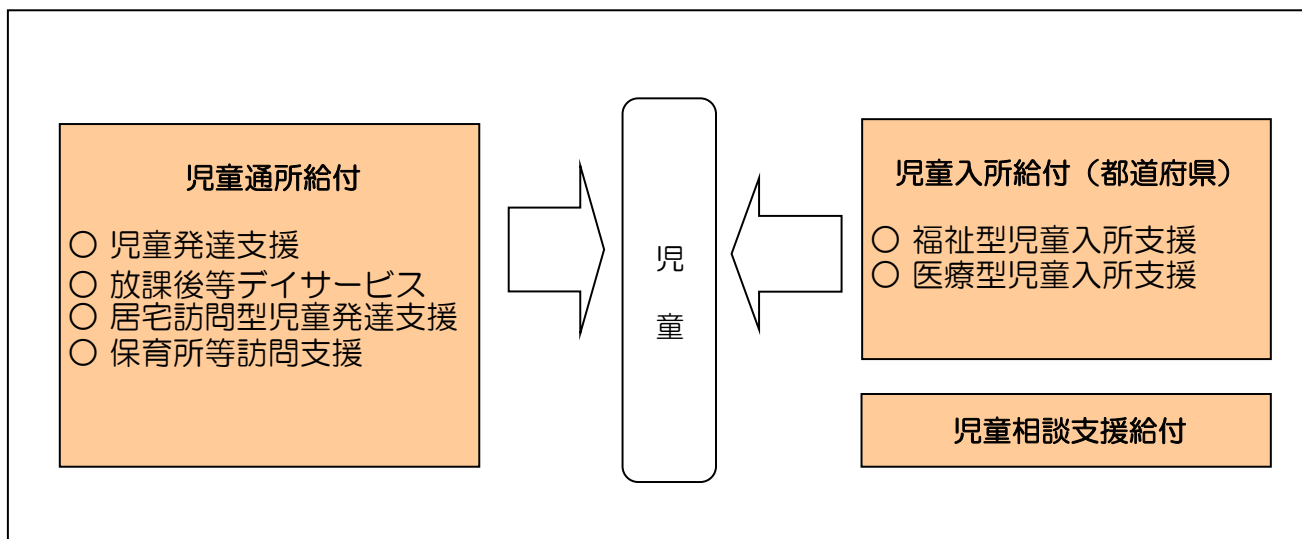 児童通所給付
○ 児童発達支援
○ 放課後等デイサービス
○ 居宅訪問型児童発達支援
○ 保育所等訪問支援
児
童
児童入所給付(都道府県)
○ 福祉型児童入所支援
○ 医療型児童入所支援
児童相談支援給付